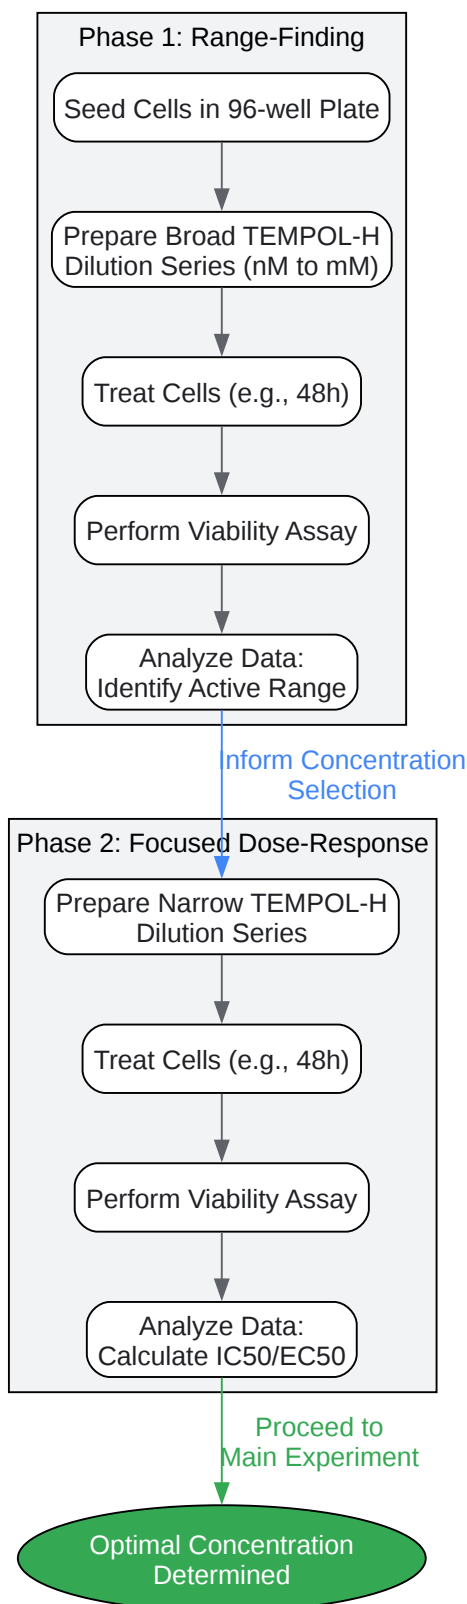 Phase 1: Range-Finding
Seed Cells in 96-well Plate
Prepare Broad TEMPOL-H
Dilution Series (nM to mM)
Treat Cells (e.g., 48h)
Perform Viability Assay
Analyze Data:
Identify Active Range
Inform Concentration
Selection
Phase 2: Focused Dose-Response
Prepare Narrow TEMPOL-H
Dilution Series
Treat Cells (e.g., 48h)
Perform Viability Assay
Analyze Data:
Calculate IC50/EC50
Proceed to
Main Experiment
Optimal Concentration
Determined